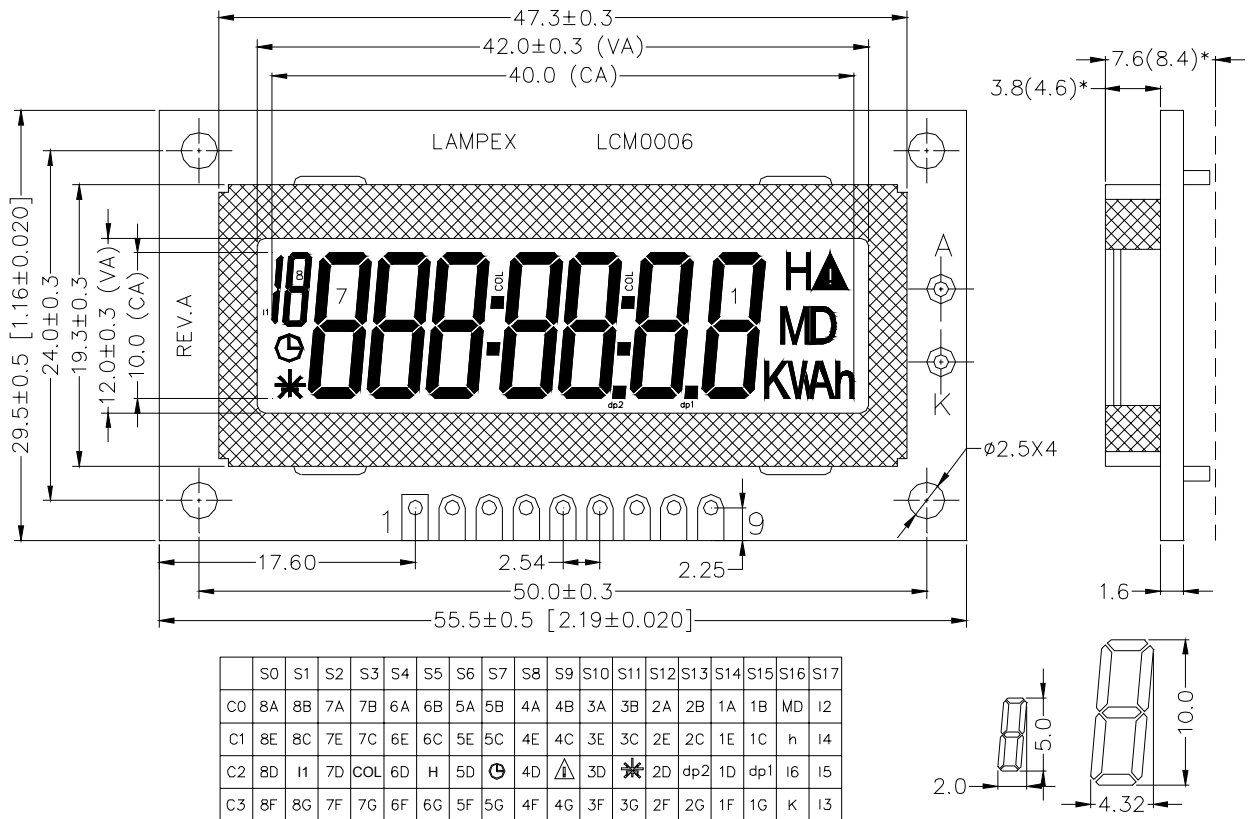 47.3±0.3
42.0±0.3 (VA)
40.0 (CA)
7.6(8.4)*
3.8(4.6)*
LAMPEX LCM0006
29.5±0.5 [1.16±0.020]
24.0±0.3
19.3±0.3
12.0±0.3 (VA)
10.0 (CA)
REV.A
I1
8
7
COL
COL
1
H
MD
KWAh
dp2
dp1
A
K
ø2.5X4
1
9
17.60
2.54
2.25
50.0±0.3
55.5±0.5 [2.19±0.020]
1.6
S0 S1 S2 S3 S4 S5 S6 S7 S8 S9 S10 S11 S12 S13 S14 S15 S16 S17
C0 8A 8B 7A 7B 6A 6B 5A 5B 4A 4B 3A 3B 2A 2B 1A 1B MD I2
C1 8E 8C 7E 7C 6E 6C 5E 5C 4E 4C 3E 3C 2E 2C 1E 1C h I4
C2 8D I1 7D COL 6D H 5D 4D 3D 2D dp2 1D dp1 I6 I5
C3 8F 8G 7F 7G 6F 6G 5F 5G 4F 4G 3F 3G 2F 2G 1F 1G K I3
5.0
2.0
10.0
4.32